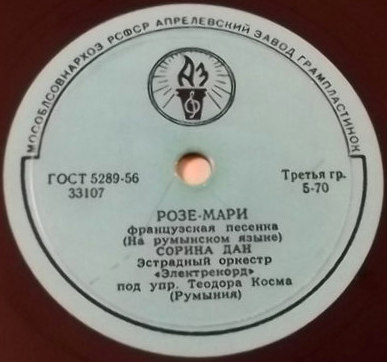 МОСОБЛСОВНАРХОЗ РСФСР АПРЕЛЕВСКИЙ ЗАВОД ГРАМПЛАСТИНОК
АЗ
ГОСТ 5289-56
33107
Третья гр.
Б-70
РОЗЕ-МАРИ
французская песенка
(На румынском языке)
СОРИНА ДАН
Эстрадный оркестр
«Электрекорд»
под упр. Теодора Косма
(Румыния)